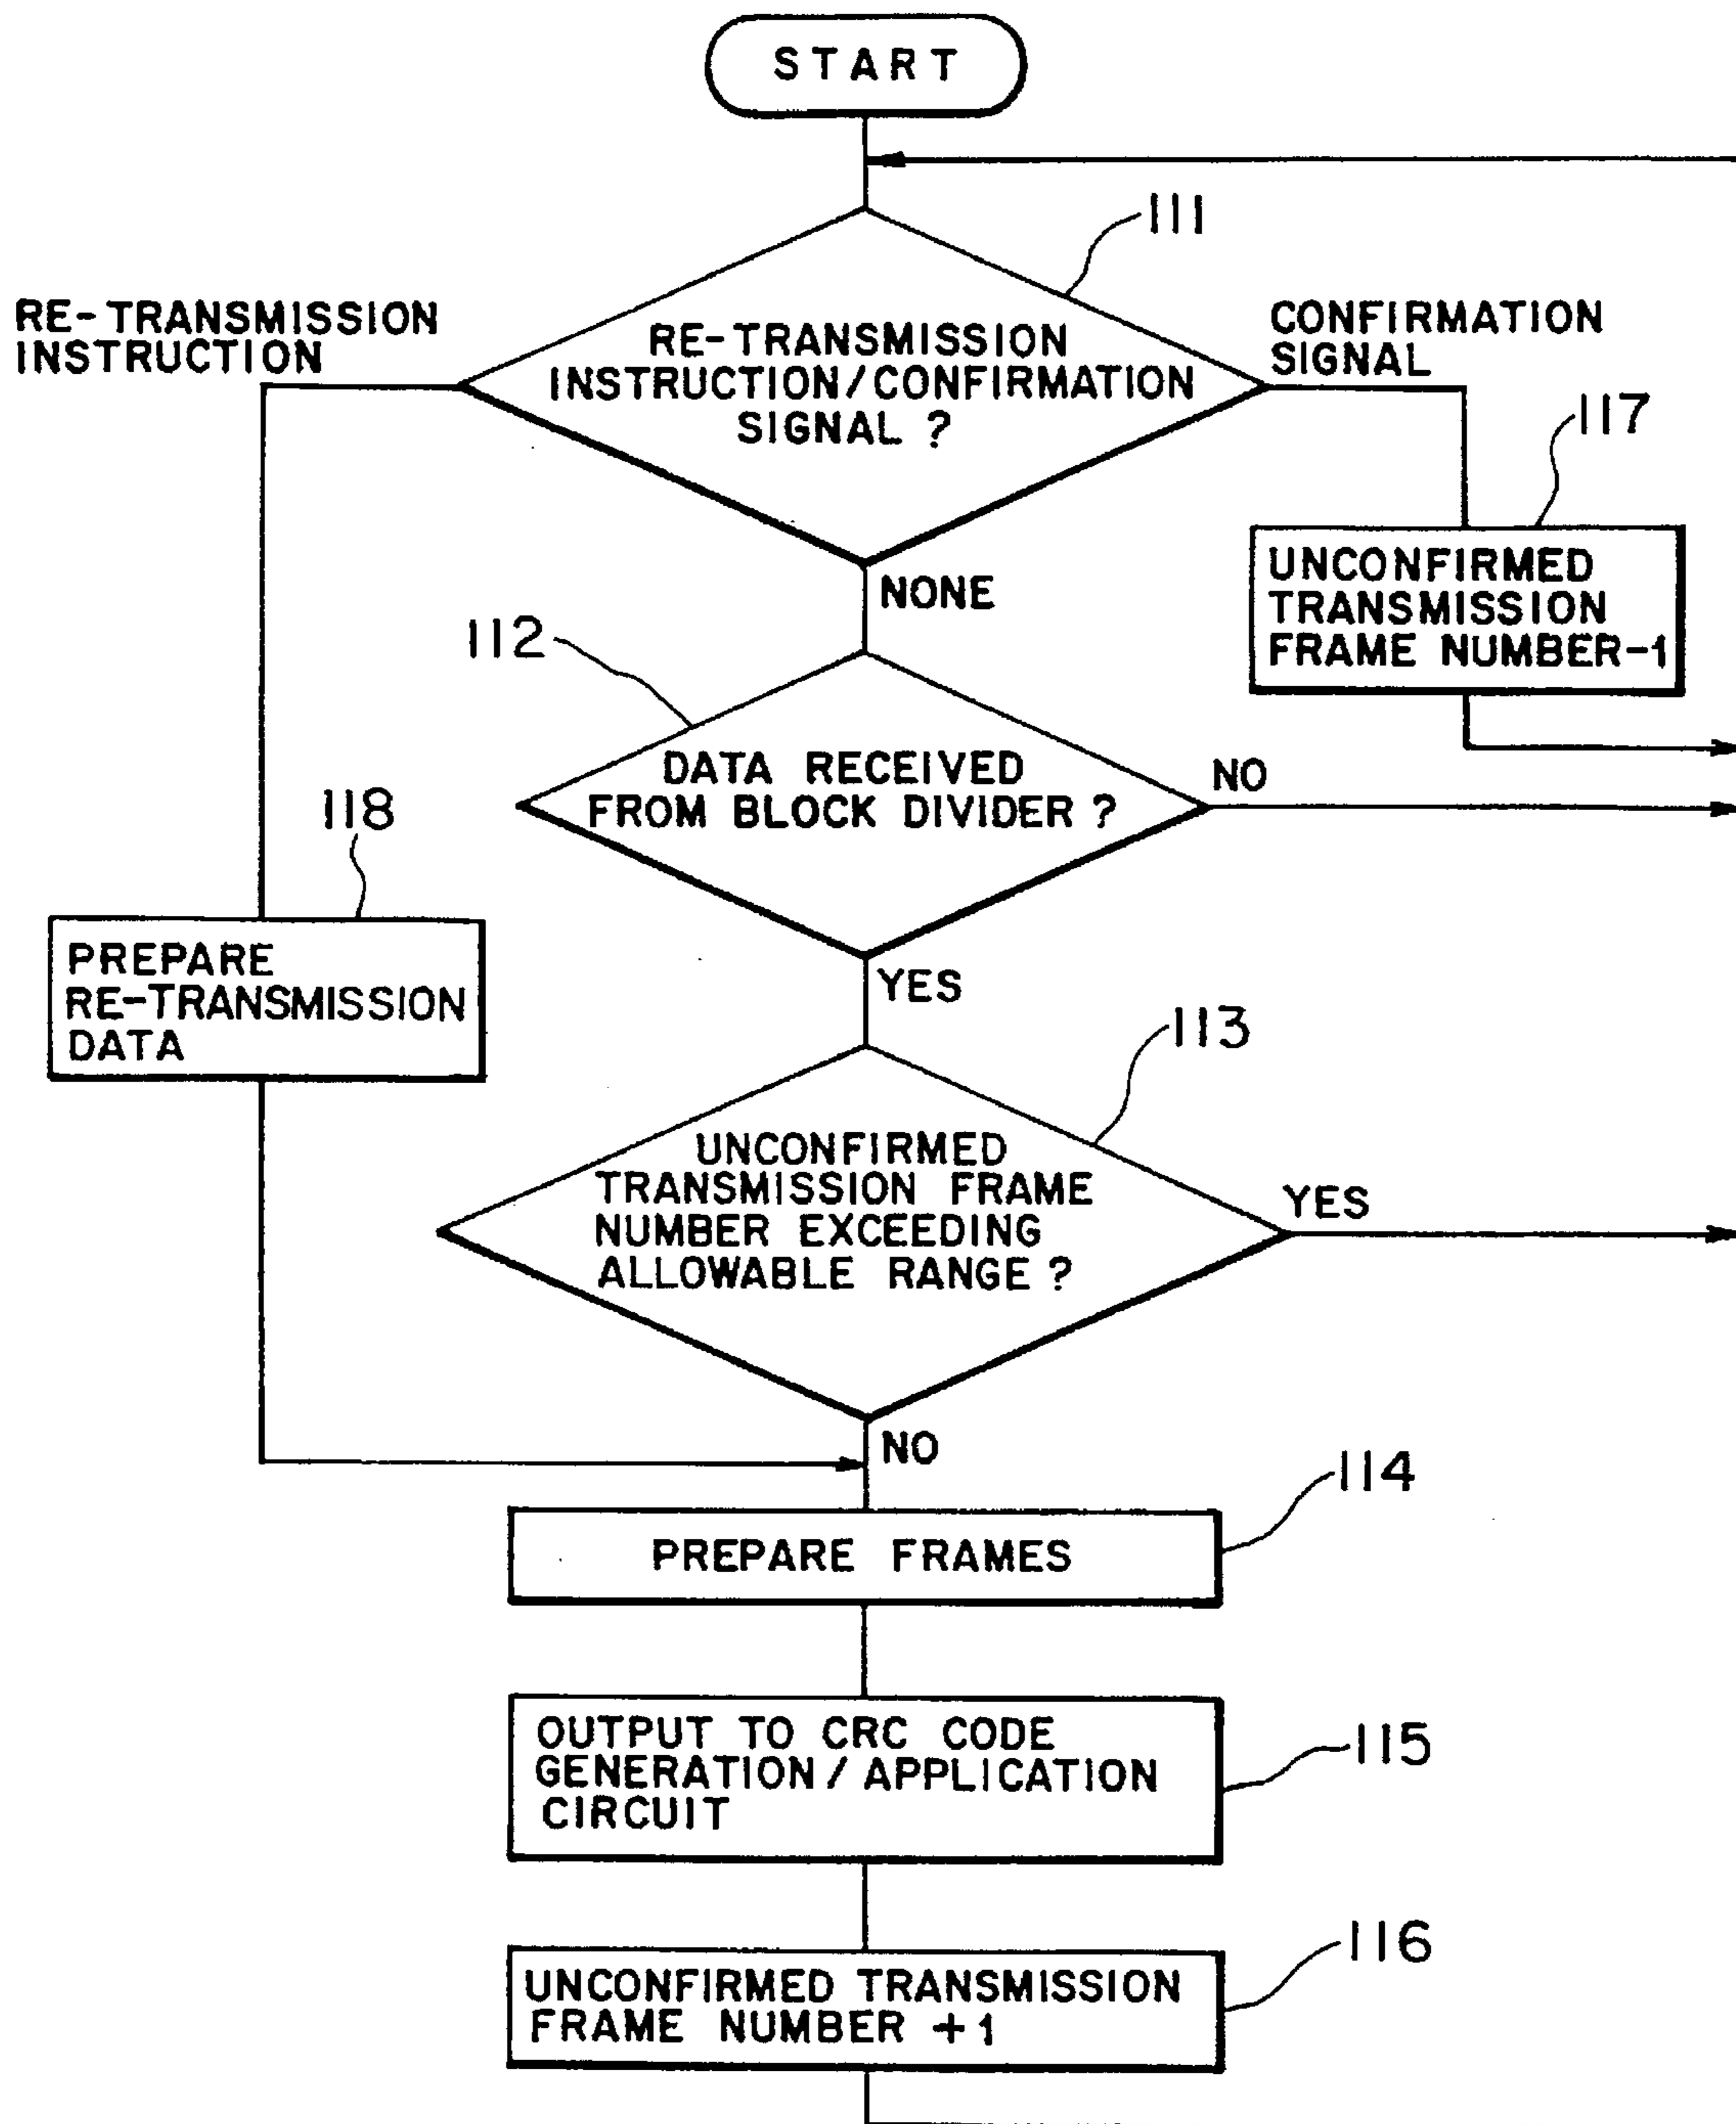 START
111
RE-TRANSMISSION
INSTRUCTION
RE-TRANSMISSION
INSTRUCTION/CONFIRMATION
SIGNAL ?
CONFIRMATION
SIGNAL
117
UNCONFIRMED
TRANSMISSION
FRAME NUMBER-1
NONE
112
DATA RECEIVED
FROM BLOCK DIVIDER ?
NO
118
PREPARE
RE-TRANSMISSION
DATA
YES
113
UNCONFIRMED
TRANSMISSION FRAME
NUMBER EXCEEDING
ALLOWABLE RANGE ?
YES
NO
114
PREPARE FRAMES
OUTPUT TO CRC CODE
GENERATION/APPLICATION
CIRCUIT
115
116
UNCONFIRMED TRANSMISSION
FRAME NUMBER +1